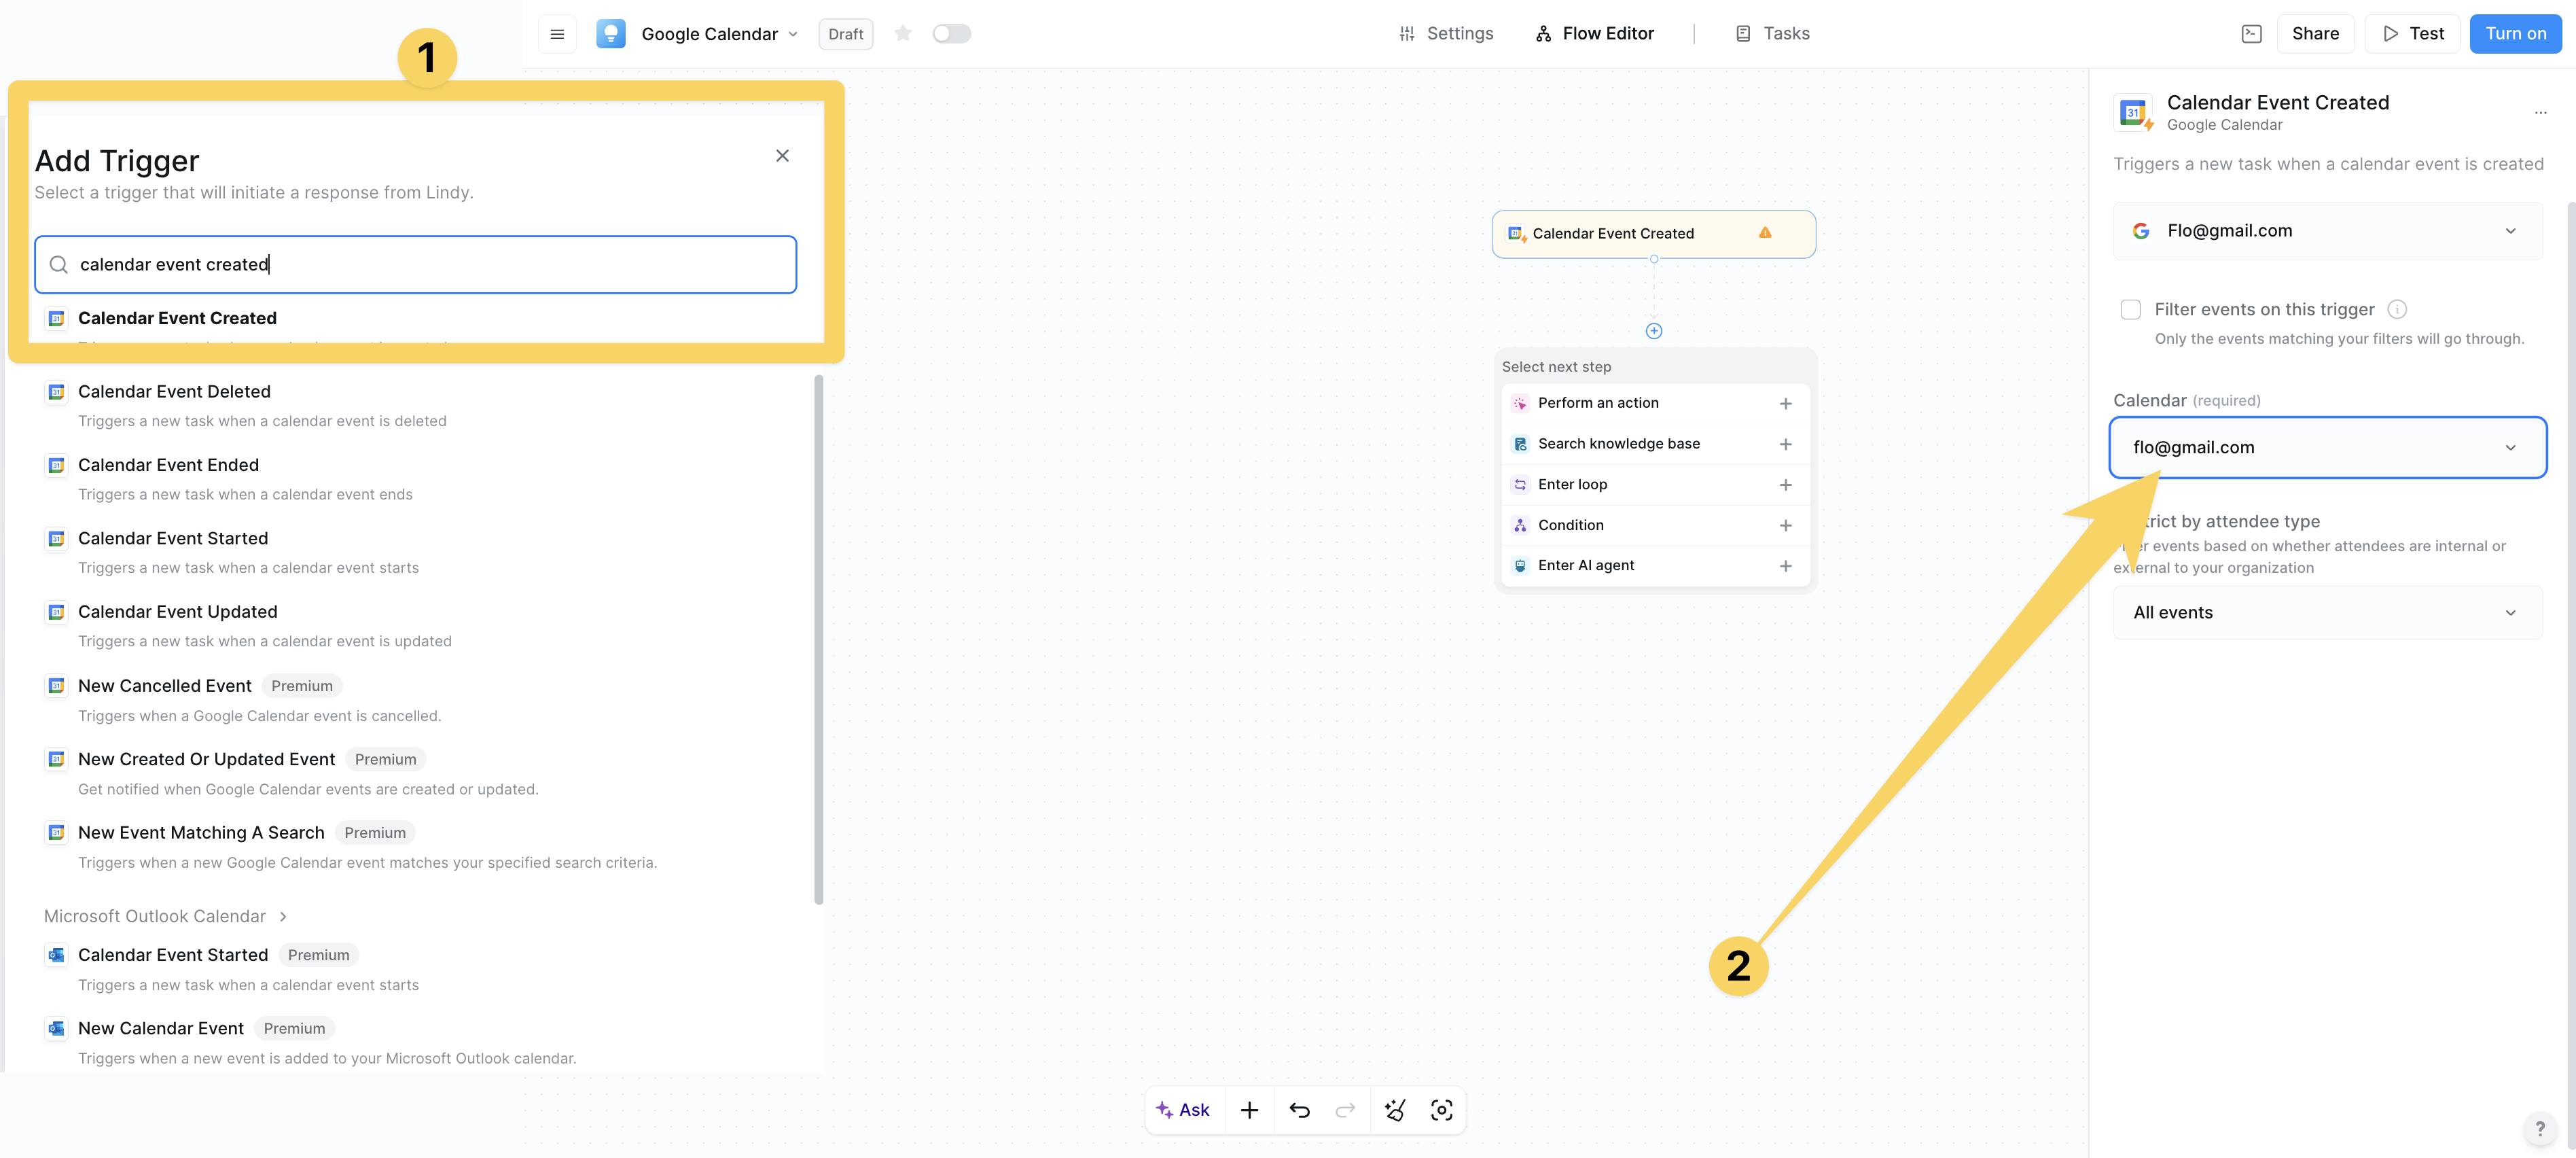 Google Calendar
Draft
Settings
Flow Editor
Tasks
Share
Test
Turn on
1
Add Trigger
Select a trigger that will initiate a response from Lindy.
calendar event created
Calendar Event Created
Calendar Event Deleted
Triggers a new task when a calendar event is deleted
Calendar Event Ended
Triggers a new task when a calendar event ends
Calendar Event Started
Triggers a new task when a calendar event starts
Calendar Event Updated
Triggers a new task when a calendar event is updated
New Cancelled Event Premium
Triggers when a Google Calendar event is cancelled.
New Created Or Updated Event Premium
Get notified when Google Calendar events are created or updated.
New Event Matching A Search Premium
Triggers when a new Google Calendar event matches your specified search criteria.
Microsoft Outlook Calendar
Calendar Event Started Premium
Triggers a new task when a calendar event starts
New Calendar Event Premium
Triggers when a new event is added to your Microsoft Outlook calendar.
Calendar Event Created
Select next step
Perform an action
Search knowledge base
Enter loop
Condition
Enter AI agent
2
Ask
31
Calendar Event Created
Google Calendar
Triggers a new task when a calendar event is created
Flo@gmail.com
Filter events on this trigger
Only the events matching your filters will go through.
Calendar (required)
flo@gmail.com
trict by attendee type
er events based on whether attendees are internal or
external to your organization
All events
?